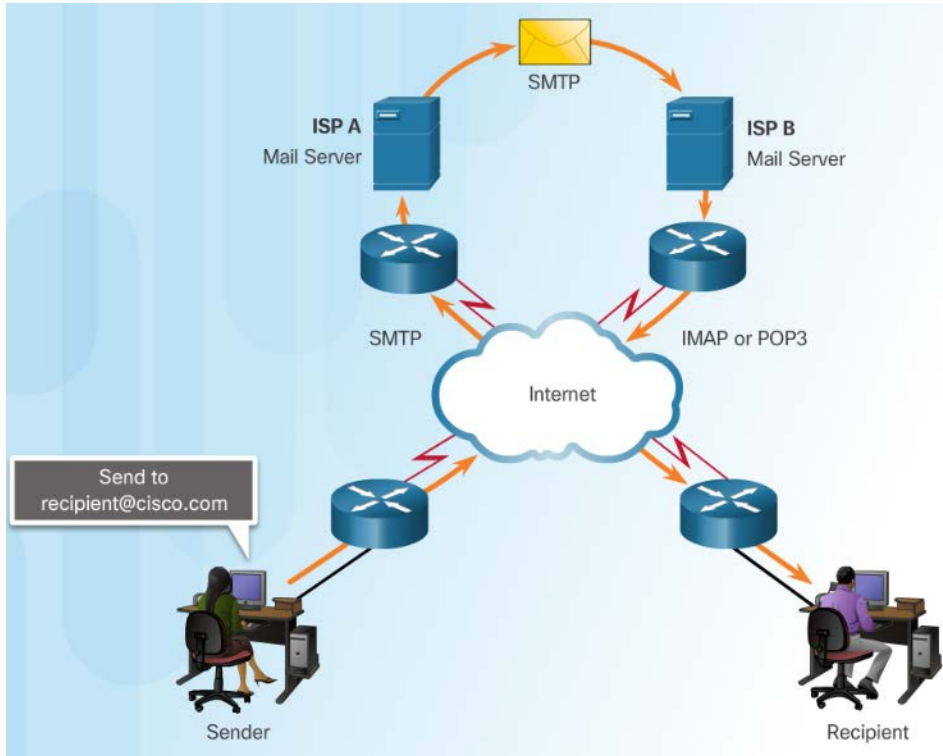 SMTP
ISP A
Mail Server
ISP B
Mail Server
SMTP
IMAP or POP3
Internet
Send to
recipient@cisco.com
Sender
Recipient